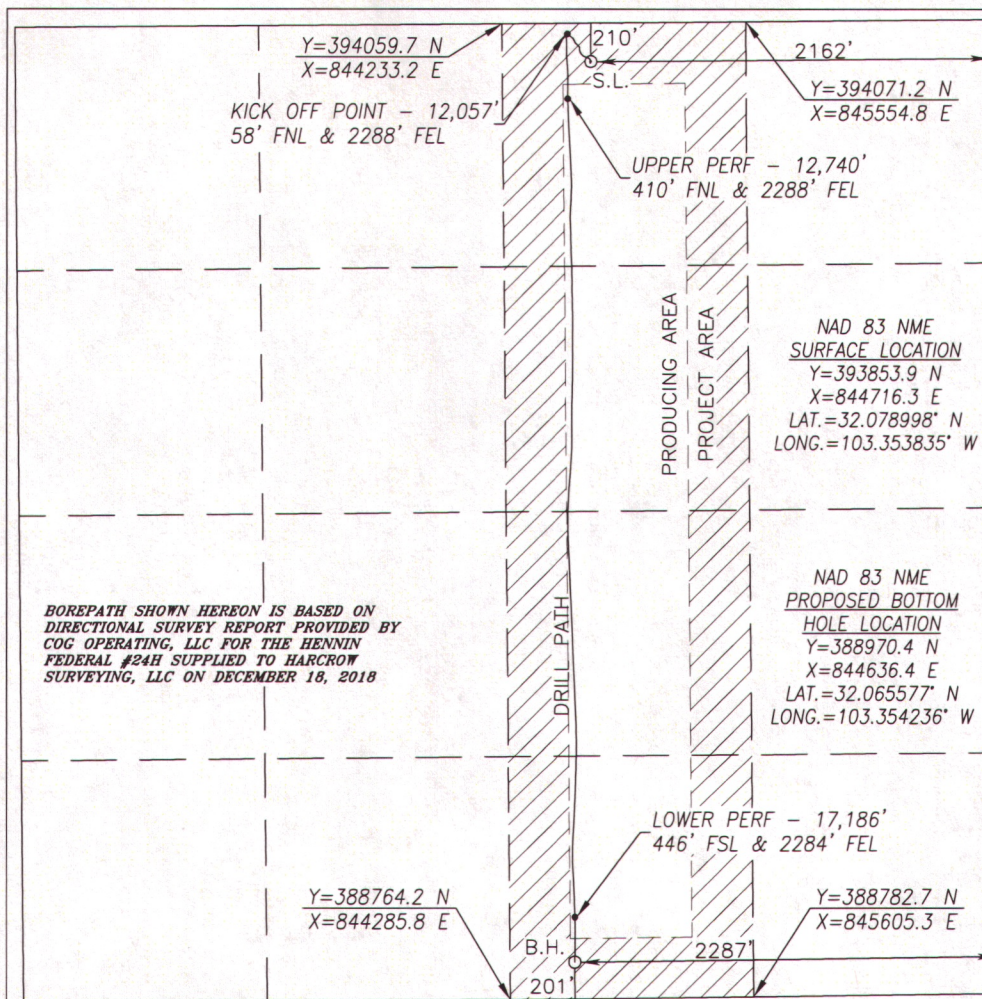 Y=394059.7 N
X=844233.2 E
210'
2162'
S.L.
Y=394071.2 N
X=845554.8 E
KICK OFF POINT - 12,057'
58' FNL & 2288' FEL
UPPER PERF - 12,740'
410' FNL & 2288' FEL
PRODUCING AREA
PROJECT AREA
NAD 83 NME
SURFACE LOCATION
Y=393853.9 N
X=844716.3 E
LAT.=32.078998° N
LONG.=103.353835° W
BOREPATH SHOWN HEREON IS BASED ON
DIRECTIONAL SURVEY REPORT PROVIDED BY
COG OPERATING, LLC FOR THE HENNIN
FEDERAL #24H SUPPLIED TO HARCROW
SURVEYING, LLC ON DECEMBER 18, 2018
DRILL PATH
NAD 83 NME
PROPOSED BOTTOM
HOLE LOCATION
Y=388970.4 N
X=844636.4 E
LAT.=32.065577° N
LONG.=103.354236° W
LOWER PERF - 17,186'
446' FSL & 2284' FEL
Y=388764.2 N
X=844285.8 E
Y=388782.7 N
X=845605.3 E
B.H.
2287'
201'